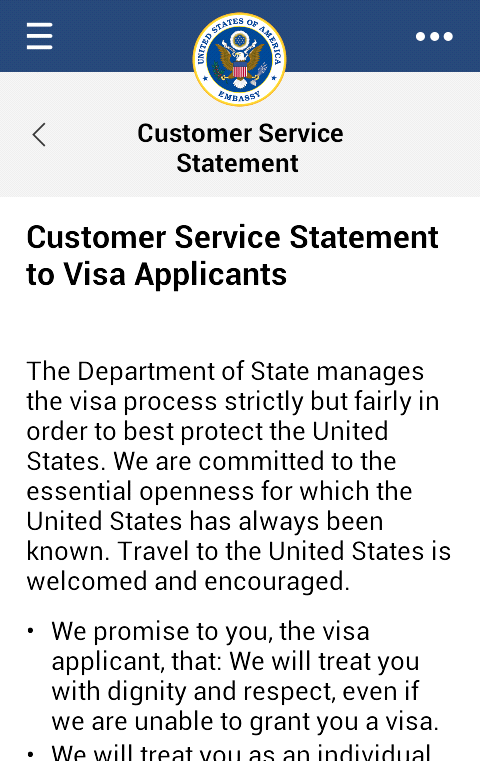 UNITED STATES OF AMERICA
EMBASSY
Customer Service
Statement
Customer Service Statement
to Visa Applicants
The Department of State manages
the visa process strictly but fairly in
order to best protect the United
States. We are committed to the
essential openness for which the
United States has always been
known. Travel to the United States is
welcomed and encouraged.
• We promise to you, the visa
applicant, that: We will treat you
with dignity and respect, even if
we are unable to grant you a visa.
• We will treat you as an individual